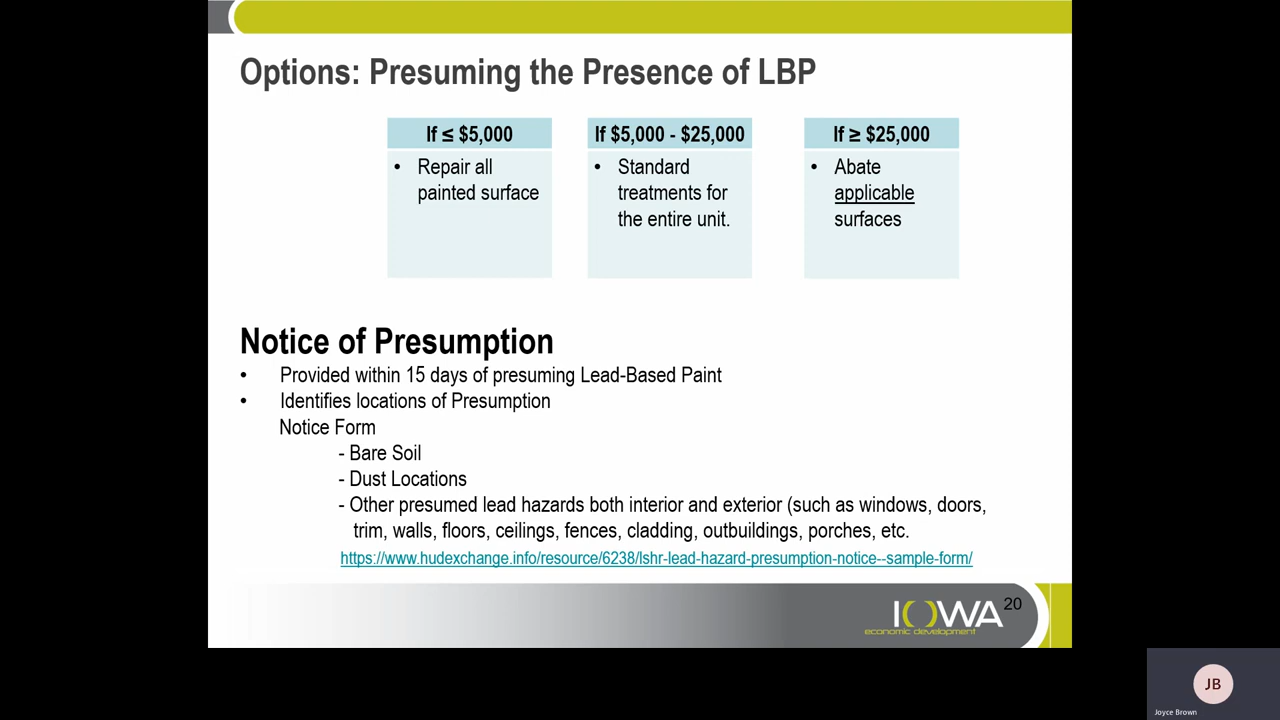 Options: Presuming the Presence of LBP
If ≤ $5,000
• Repair all
painted surface
If $5,000 - $25,000
• Standard
treatments for
the entire unit.
If ≥ $25,000
• Abate
applicable
surfaces
Notice of Presumption
• Provided within 15 days of presuming Lead-Based Paint
• Identifies locations of Presumption
Notice Form
- Bare Soil
- Dust Locations
- Other presumed lead hazards both interior and exterior (such as windows, doors,
trim, walls, floors, ceilings, fences, cladding, outbuildings, porches, etc.
https://www.hudexchange.info/resource/6238/lshr-lead-hazard-presumption-notice--sample-form/
IOWA
economic development
20
JB
Joyce Brown